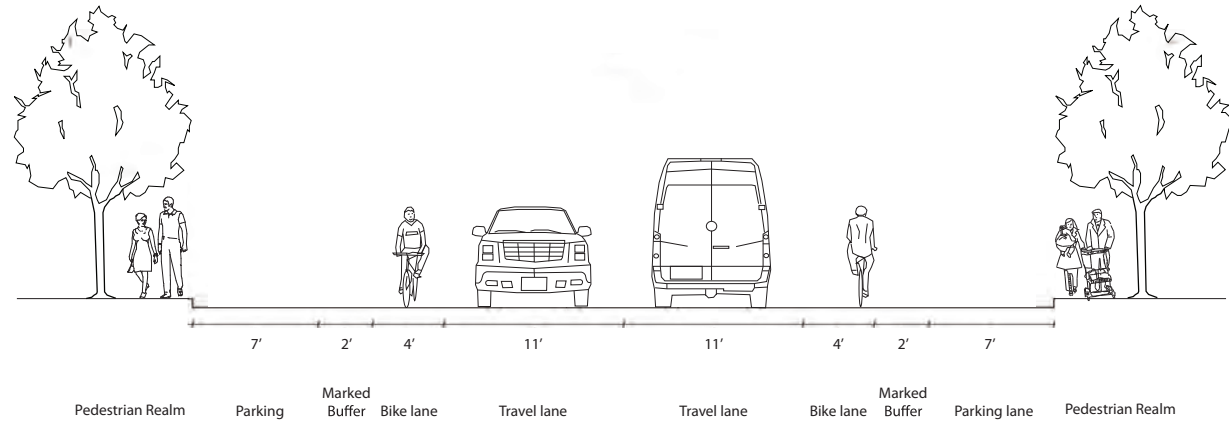 7’ 2’ 4’ 11’ 11’ 4’ 2’ 7’
Pedestrian Realm Parking Marked Buffer Bike lane Travel lane Travel lane Bike lane Marked Buffer Parking lane Pedestrian Realm